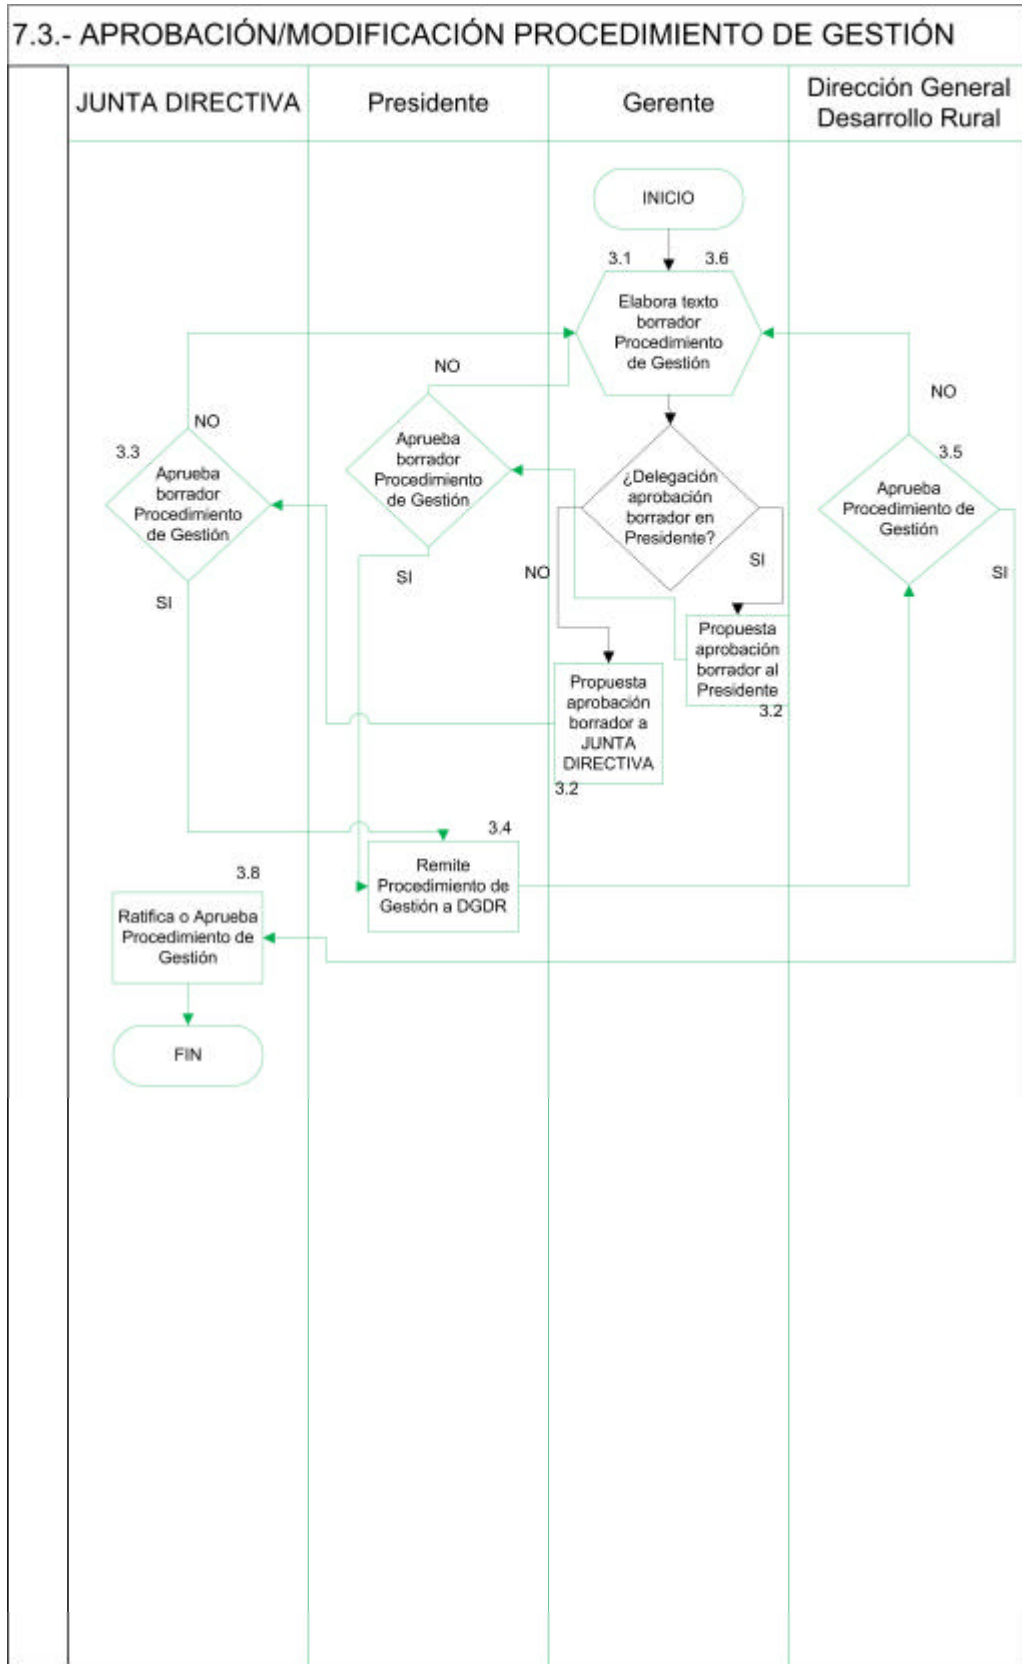 7.3.- APROBACIÓN/MODIFICACIÓN PROCEDIMIENTO DE GESTIÓN
JUNTA DIRECTIVA
Presidente
Gerente
Dirección General
Desarrollo Rural
INICIO
3.1
3.6
Elabora texto
borrador
Procedimiento
de Gestión
NO
NO
NO
3.3
Aprueba
borrador
Procedimiento
de Gestión
Aprueba
borrador
Procedimiento
de Gestión
¿Delegación
aprobación
borrador en
Presidente?
3.5
Aprueba
Procedimiento de
Gestión
SI
SI
NO
SI
SI
Propuesta
aprobación
borrador al
Presidente
3.2
Propuesta
aprobación
borrador a
JUNTA
DIRECTIVA
3.2
3.4
Remite
Procedimiento de
Gestión a DGDR
3.8
Ratifica o Aprueba
Procedimiento de
Gestión
FIN